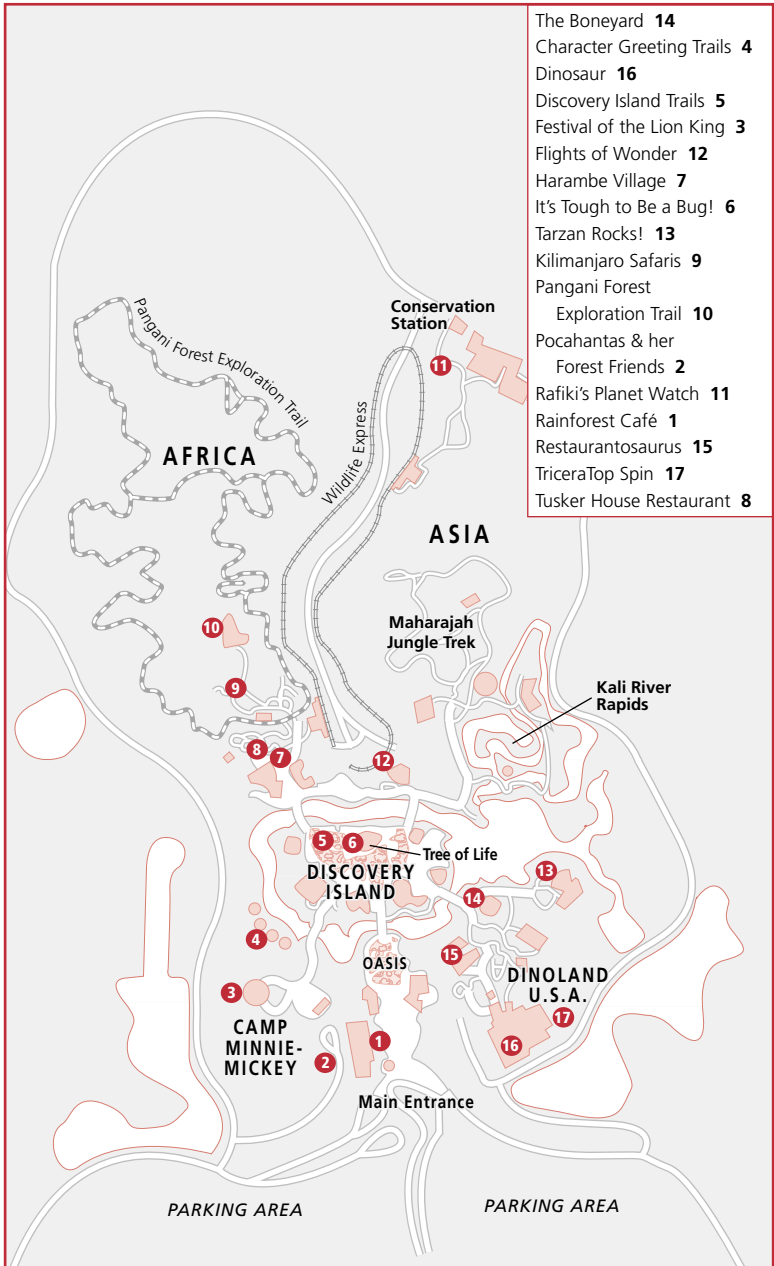 The Boneyard 14
Character Greeting Trails 4
Dinosaur 16
Discovery Island Trails 5
Festival of the Lion King 3
Flights of Wonder 12
Harambe Village 7
It's Tough to Be a Bug! 6
Tarzan Rocks! 13
Kilimanjaro Safaris 9
Pangani Forest
Exploration Trail 10
Pocahantas & her
Forest Friends 2
Rafiki's Planet Watch 11
Rainforest Café 1
Restaurantosaurus 15
TriceraTop Spin 17
Tusker House Restaurant 8
Conservation
Station
11
Pangani Forest Exploration Trail
AFRICA
Wildlife Express
ASIA
Maharajah
Jungle Trek
10
9
Kali River
Rapids
8
7
12
5
6
Tree of Life
DISCOVERY
ISLAND
13
14
4
OASIS
15
DINOLAND
U.S.A.
3
17
CAMP
MINNIE-
MICKEY
16
1
2
Main Entrance
PARKING AREA
PARKING AREA